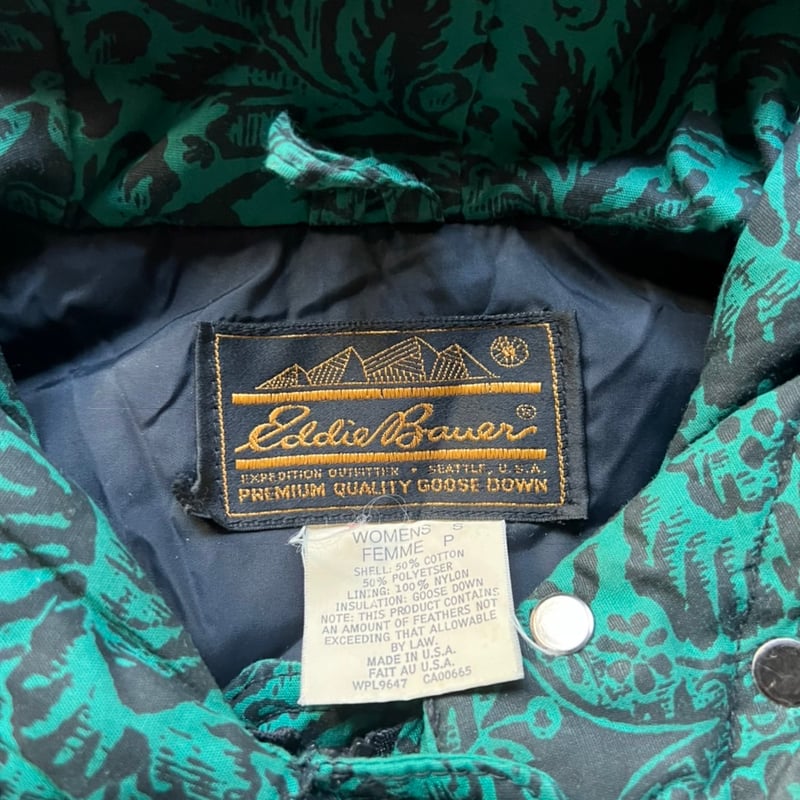 Eddie Bauer ®
EXPEDITION OUTFITTER • SEATTLE, U.S.A.
PREMIUM QUALITY GOOSE DOWN
WOMENS S
FEMME P
SHELL: 50% COTTON
50% POLYETSER
LINING: 100% NYLON
INSULATION: GOOSE DOWN
NOTE: THIS PRODUCT CONTAINS
AN AMOUNT OF FEATHERS NOT
EXCEEDING THAT ALLOWABLE
BY LAW.
MADE IN U.S.A.
FAIT AU U.S.A.
WPL9647 CA00665